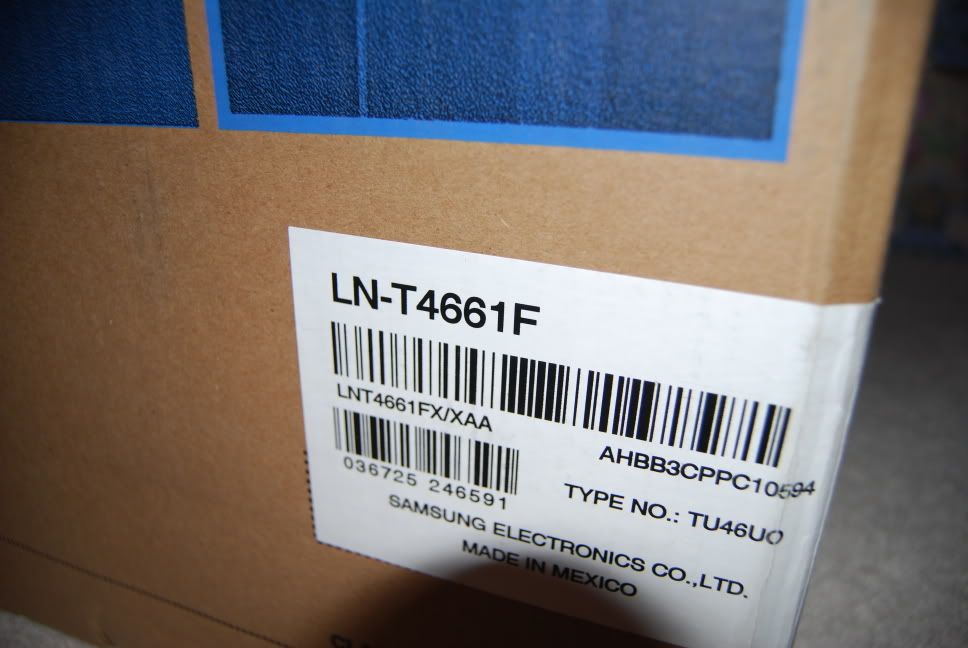 LN-T4661F
LNT4661FX/XAA
AHBB3CPPC10594
036725 246591
TYPE NO.: TU46UO
SAMSUNG ELECTRONICS CO.,LTD.
MADE IN MEXICO